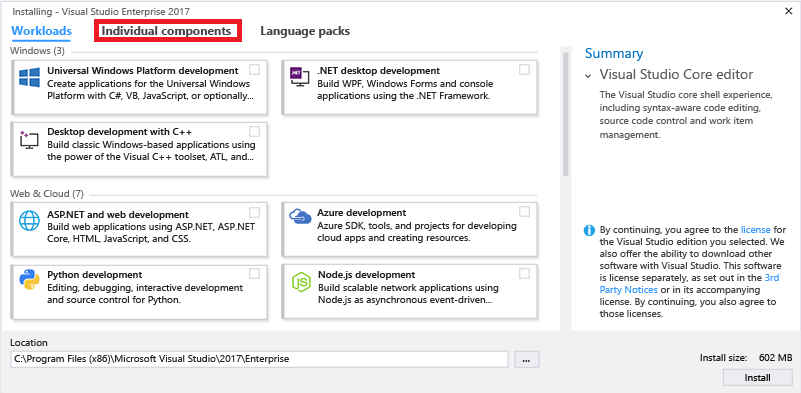 Installing - Visual Studio Enterprise 2017
Workloads
Individual components
Language packs
Windows (3)
Universal Windows Platform development
Create applications for the Universal Windows
Platform with C#, VB, JavaScript, or optionally...
.NET
.NET desktop development
Build WPF, Windows Forms and console
applications using the .NET Framework.
Desktop development with C++
Build classic Windows-based applications using
the power of the Visual C++ toolset, ATL, and...
Web & Cloud (7)
ASP.NET and web development
Build web applications using ASP.NET, ASP.NET
Core, HTML, JavaScript, and CSS.
Azure development
Azure SDK, tools, and projects for developing
cloud apps and creating resources.
Python development
Editing, debugging, interactive development
and source control for Python.
Node.js development
Build scalable network applications using
Node.js as asynchronous event-driven...
Summary
Visual Studio Core editor
The Visual Studio core shell experience,
including syntax-aware code editing,
source code control and work item
management.
By continuing, you agree to the license for
the Visual Studio edition you selected. We
also offer the ability to download other
software with Visual Studio. This software
is license separately, as set out in the 3rd
Party Notices or in its accompanying
license. By continuing, you also agree to
those licenses.
Location
C:\Program Files (x86)\Microsoft Visual Studio\2017\Enterprise
...
Install size: 602 MB
Install